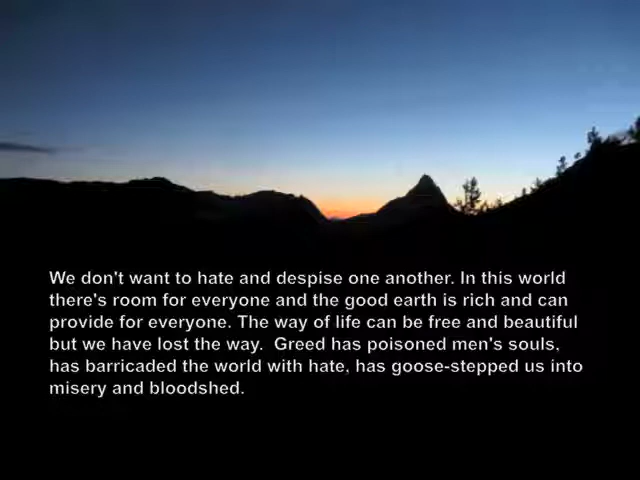 We don't want to hate and despise one another. In this world
there's room for everyone and the good earth is rich and can
provide for everyone. The way of life can be free and beautiful
but we have lost the way.  Greed has poisoned men's souls,
has barricaded the world with hate, has goose-stepped us into
misery and bloodshed.